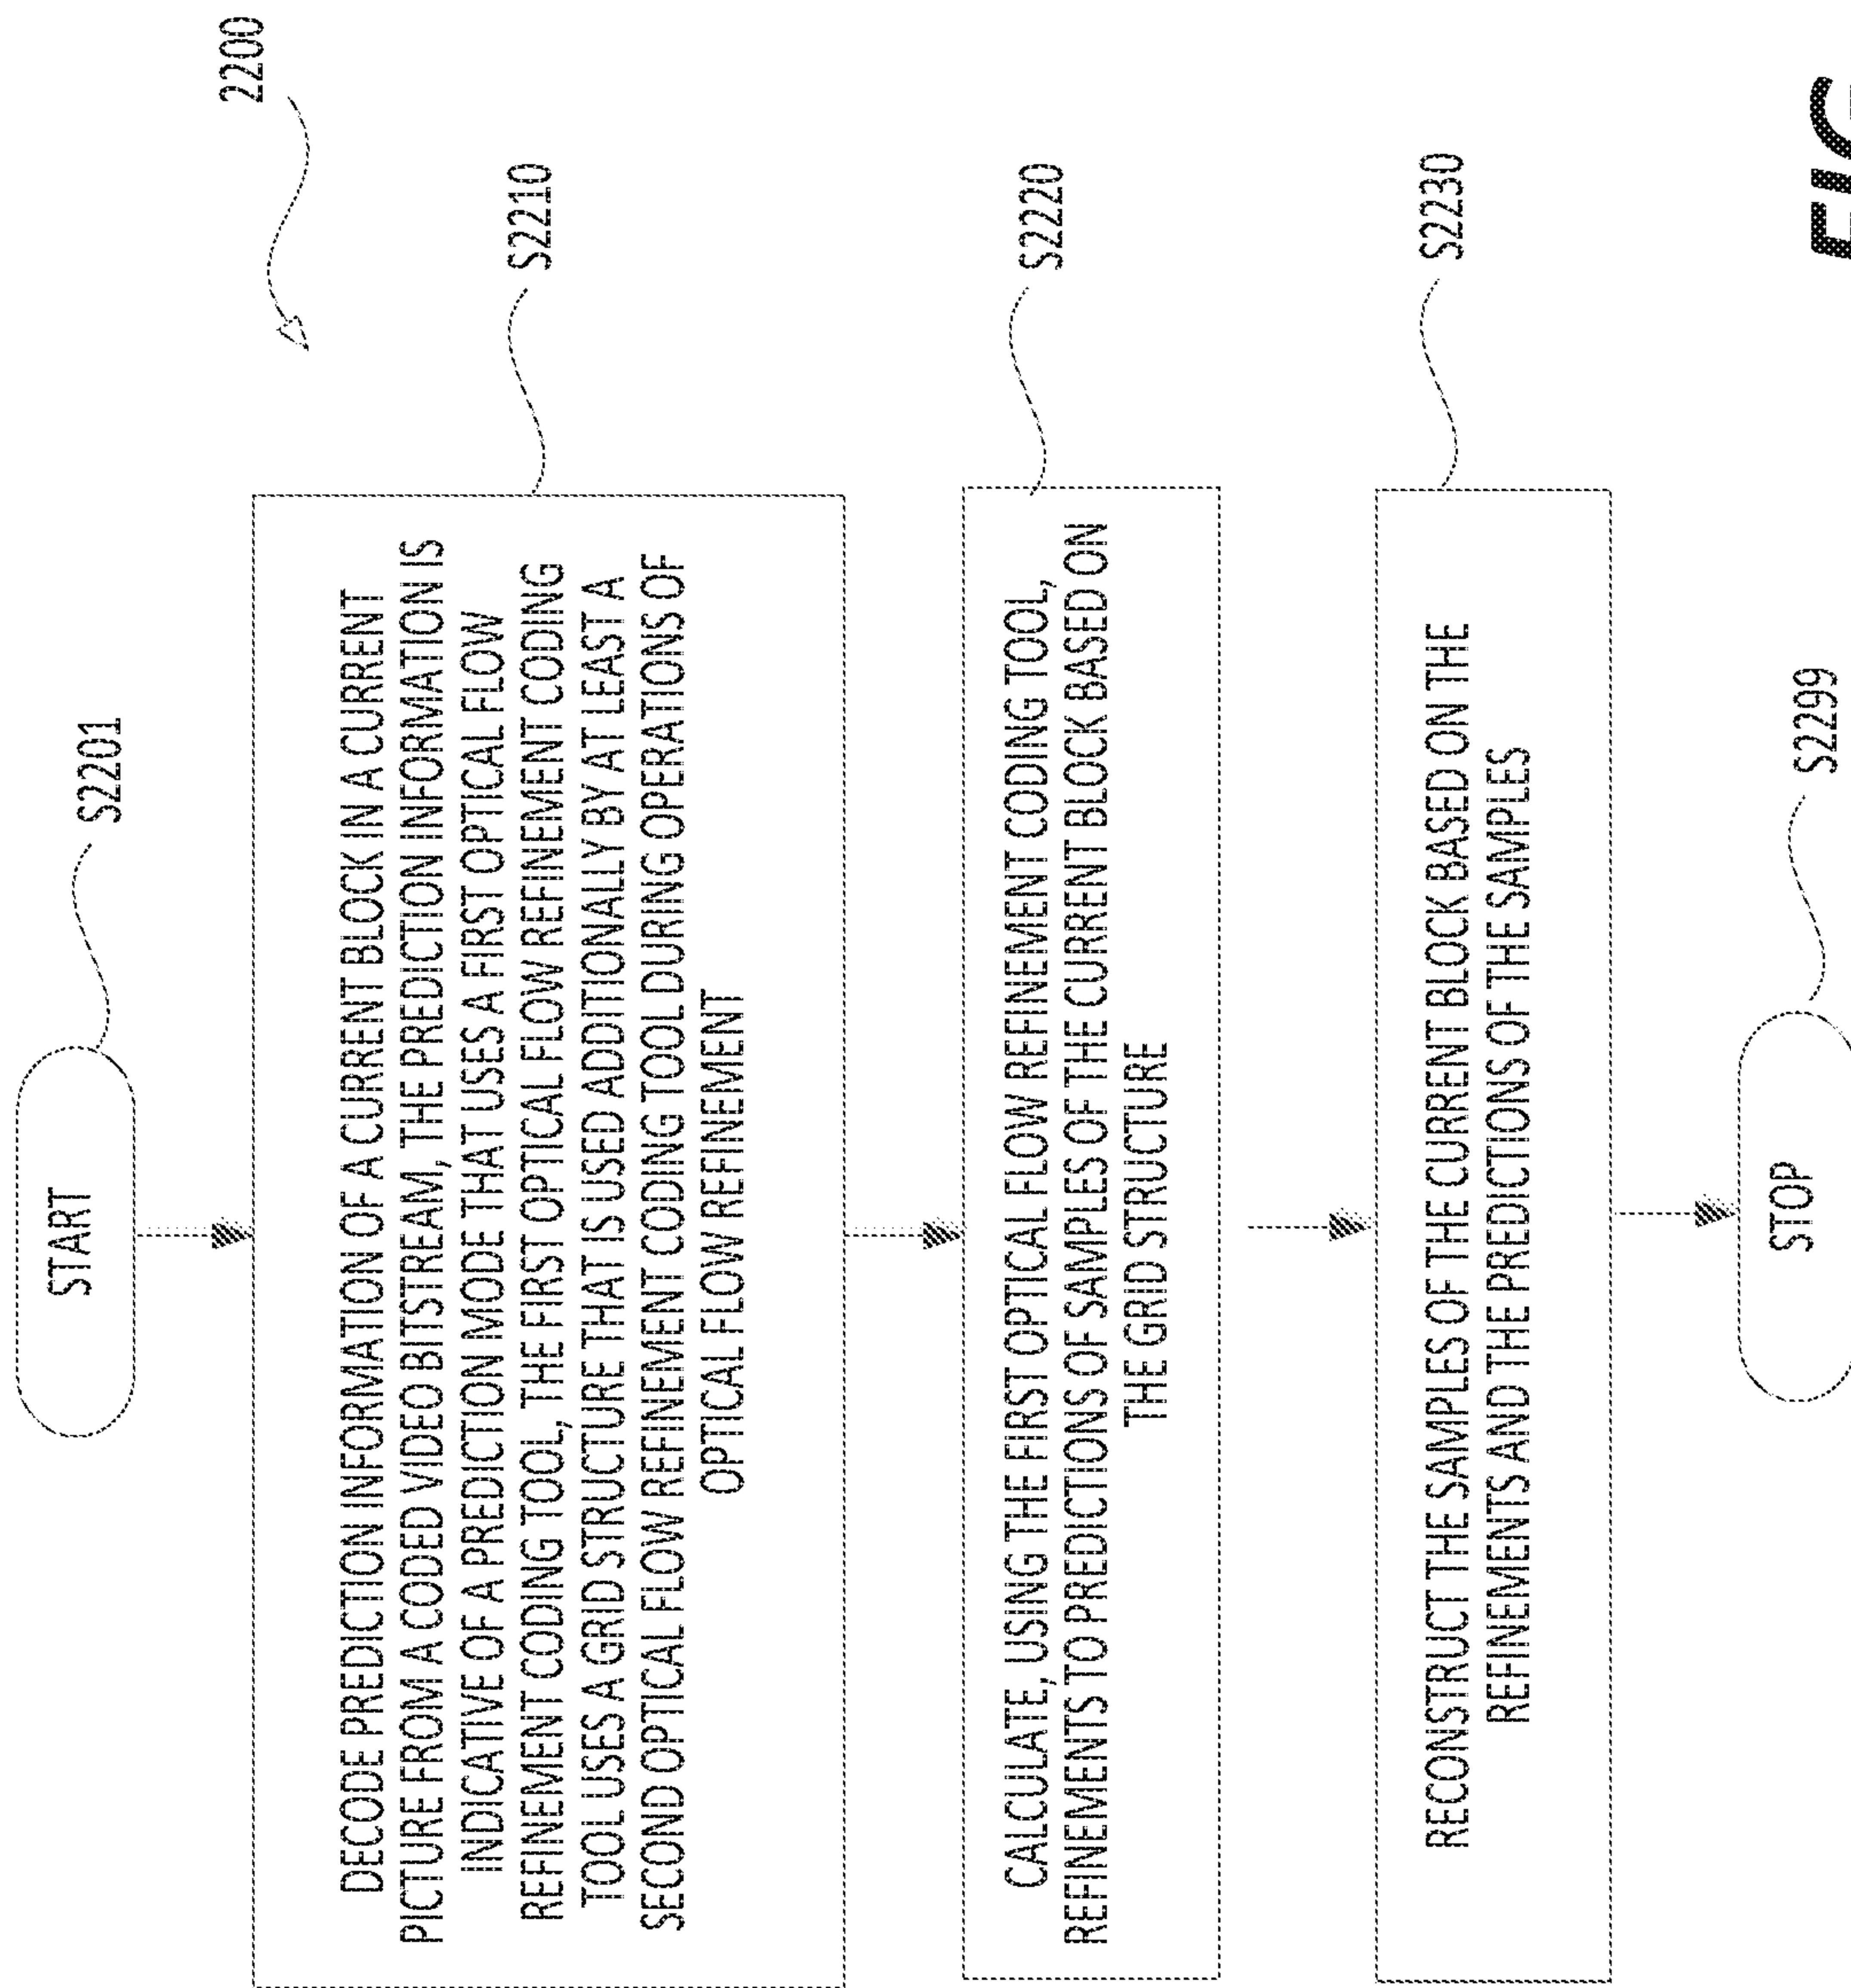 2200
START
S2201
DECODE PREDICTION INFORMATION OF A CURRENT BLOCK IN A CURRENT
PICTURE FROM A CODED VIDEO BITSTREAM, THE PREDICTION INFORMATION IS
INDICATIVE OF A PREDICTION MODE THAT USES A FIRST OPTICAL FLOW
REFINEMENT CODING TOOL, THE FIRST OPTICAL FLOW REFINEMENT CODING
TOOL USES A GRID STRUCTURE THAT IS USED ADDITIONALLY BY AT LEAST A
SECOND OPTICAL FLOW REFINEMENT CODING TOOL DURING OPERATIONS OF
OPTICAL FLOW REFINEMENT
S2210
CALCULATE, USING THE FIRST OPTICAL FLOW REFINEMENT CODING TOOL,
REFINEMENTS TO PREDICTIONS OF SAMPLES OF THE CURRENT BLOCK BASED ON
THE GRID STRUCTURE
S2220
RECONSTRUCT THE SAMPLES OF THE CURRENT BLOCK BASED ON THE
REFINEMENTS AND THE PREDICTIONS OF THE SAMPLES
S2230
STOP
S2299
FIG